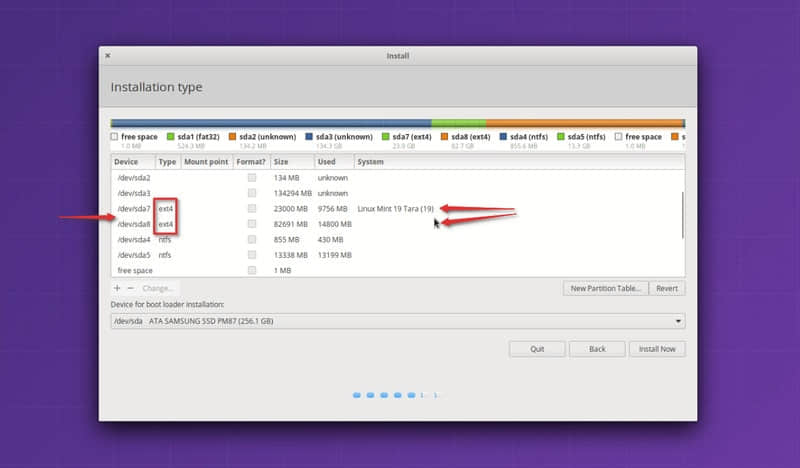 Install
Installation type
free space sda1 (fat32) sda2 (unknown) sda3 (unknown) sda7 (ext4) sda8 (ext4) sda4 (ntfs) sda5 (ntfs) free space s
1.0 MB 524.3 MB 134.2 MB 134.3 GB 23.0 GB 82.7 GB 855.6 MB 13.3 GB 1.0 MB
Device Type Mount point Format? Size Used System
/dev/sda2 134 MB unknown
/dev/sda3 134294 MB unknown
/dev/sda7 ext4 23000 MB 9756 MB Linux Mint 19 Tara (19)
/dev/sda8 ext4 82691 MB 14800 MB
/dev/sda4 ntfs 855 MB 430 MB
/dev/sda5 ntfs 13338 MB 13199 MB
free space 1 MB
+ − Change... New Partition Table... Revert
Device for boot loader installation:
/dev/sda ATA SAMSUNG SSD PM87 (256.1 GB)
Quit Back Install Now